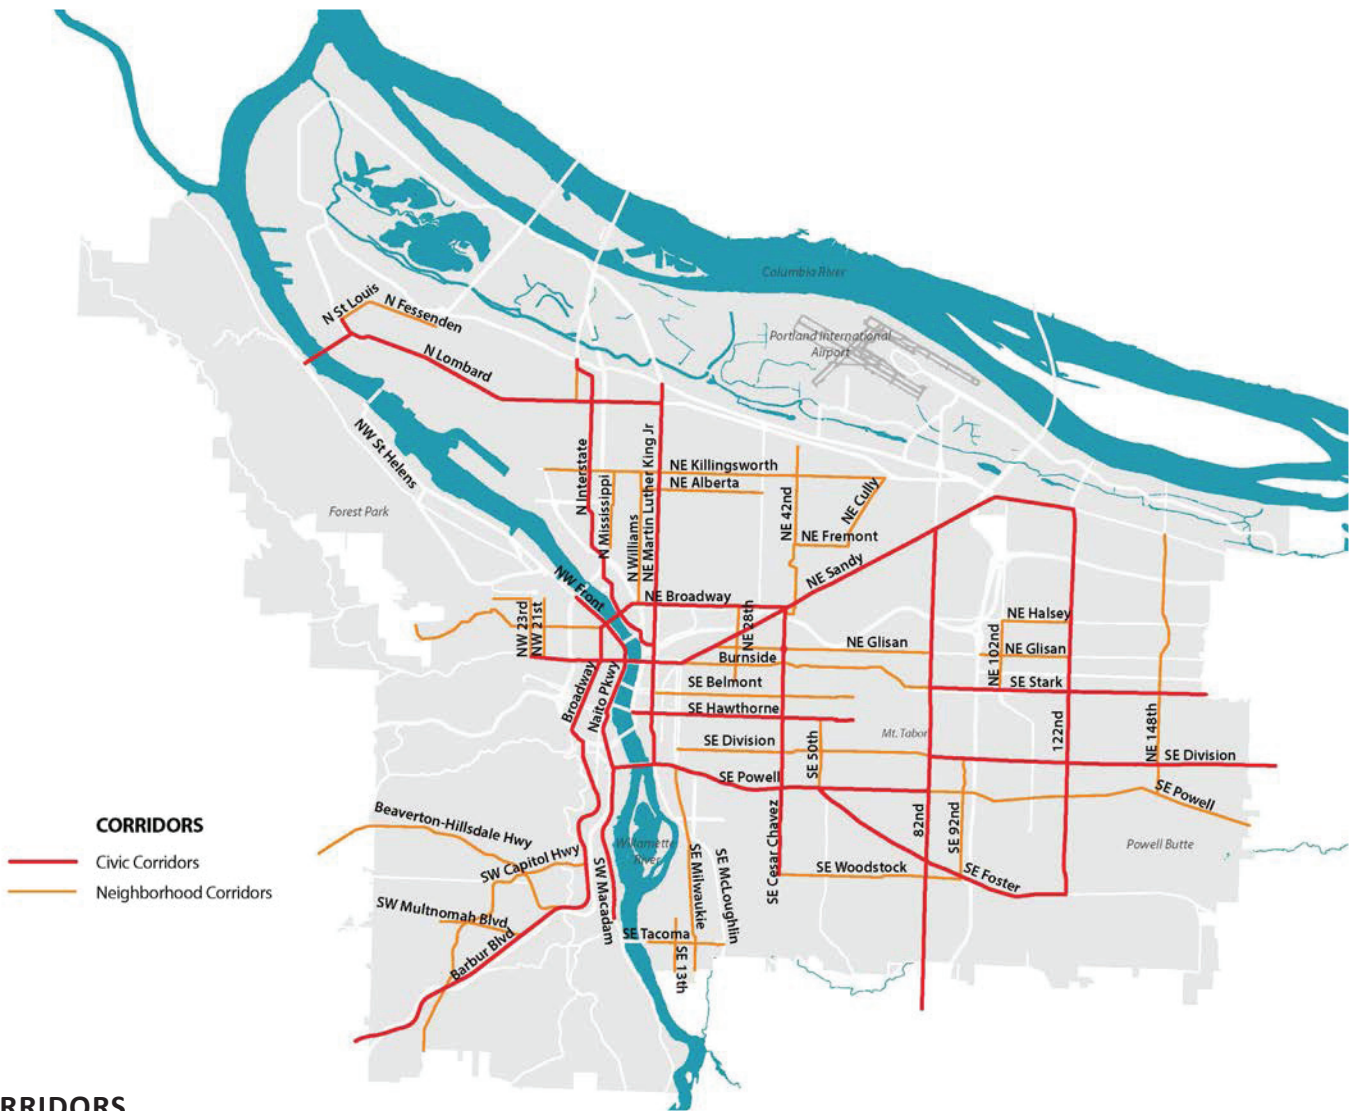 Columbia River
Portland International
Airport
N St Louis
N Fessenden
N Lombard
NW St Helens
Forest Park
N Interstate
N Mississippi
N Williams
NE Martin Luther King Jr
NE Killingsworth
NE Alberta
NE 42nd
NE Cully
NE Fremont
NE Sandy
NW Front
NE Broadway
NW 23rd
NW 21st
NE 28th
NE Glisan
NE Halsey
NE 102nd
NE Glisan
Burnside
Broadway
Naito Pkwy
SE Belmont
SE Stark
SE Hawthorne
Mt. Tabor
SE Division
SE 50th
122nd
NE 148th
SE Division
SE Powell
SE Powell
SE Cesar Chavez
82nd
SE 92nd
Powell Butte
Beaverton-Hillsdale Hwy
SW Capitol Hwy
Willamette
River
SE Milwaukie
SE McLoughlin
SE Woodstock
SE Foster
SW Macadam
SW Multnomah Blvd
Barbur Blvd
SE Tacoma
SE 13th
CORRIDORS
Civic Corridors
Neighborhood Corridors
RRIDORS